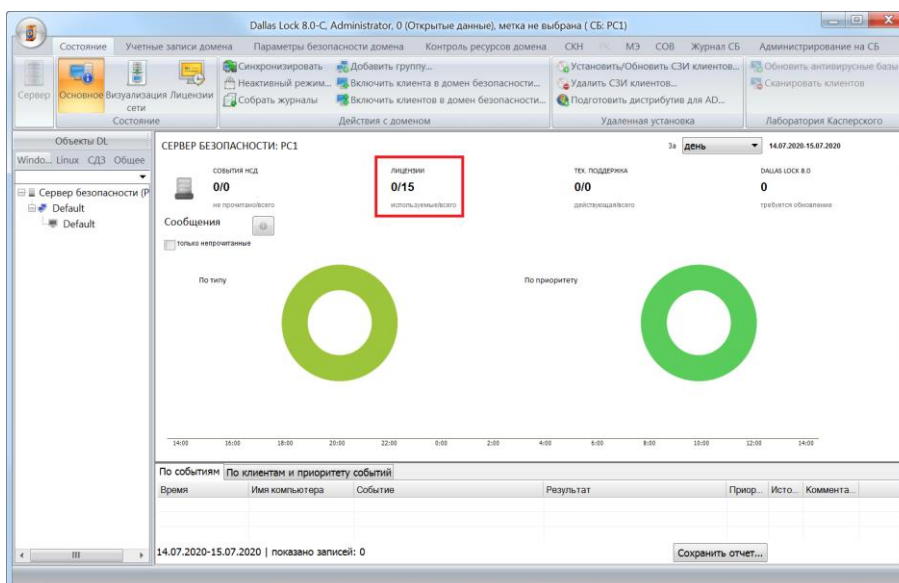 Dallas Lock 8.0-C, Administrator, 0 (Открытые данные), метка не выбрана ( СБ: PC1)
Состояние Учетные записи домена Параметры безопасности домена Контроль ресурсов домена СКН ПК МЭ СОВ Журнал СБ Администрирование на СБ
Сервер
Основное
Визуализация сети
Лицензии
Состояние
Синхронизировать
Неактивный режим...
Собрать журналы
Добавить группу...
Включить клиента в домен безопасности...
Включить клиентов в домен безопасности...
Действия с доменом
Установить/Обновить СЗИ клиентов...
Удалить СЗИ клиентов...
Подготовить дистрибутив для AD...
Удаленная установка
Обновить антивирусные базы
Сканировать клиентов
Лаборатория Касперского
Объекты DL
Windo... Linux СДЗ Общее
Сервер безопасности (P
Default
Default
СЕРВЕР БЕЗОПАСНОСТИ: PC1
За день 14.07.2020-15.07.2020
СОБЫТИЯ НСД
0/0
не прочитано/всего
ЛИЦЕНЗИИ
0/15
используемые/всего
ТЕХ. ПОДДЕРЖКА
0/0
действующая/всего
DALLAS LOCK 8.0
0
требуется обновление
Сообщения
только непрочитанные
По типу
По приоритету
14:00 16:00 18:00 20:00 22:00 0:00 2:00 4:00 6:00 8:00 10:00 12:00 14:00
По событиям По клиентам и приоритету событий
Время Имя компьютера Событие Результат Приор... Исто... Коммента...
14.07.2020-15.07.2020 | показано записей: 0
Сохранить отчет...